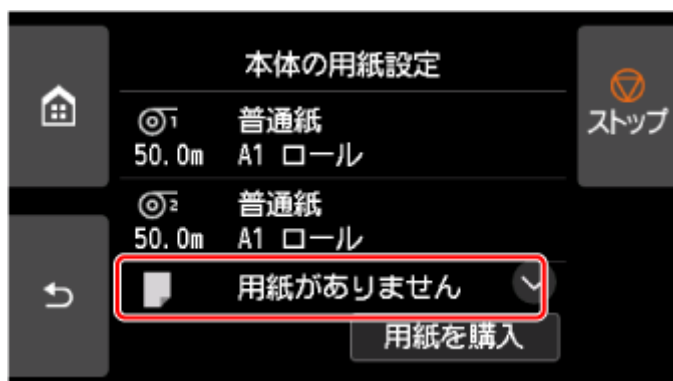 本体の用紙設定
1 普通紙
50.0m A1 ロール
ストップ
2 普通紙
50.0m A1 ロール
用紙がありません
用紙を購入